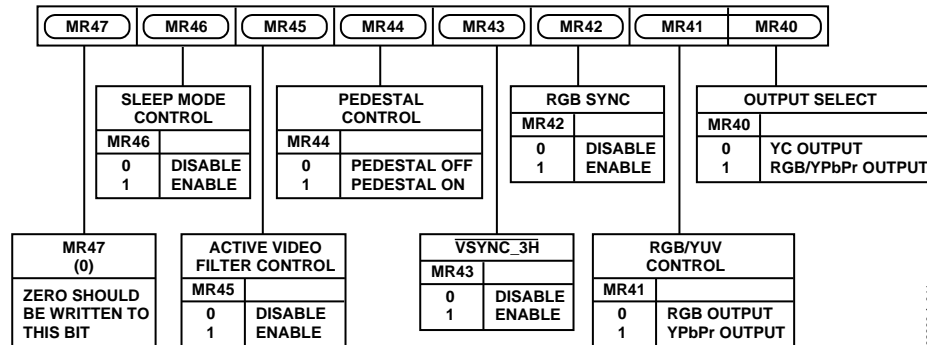 MR47 MR46 MR45 MR44 MR43 MR42 MR41 MR40
SLEEP MODE
CONTROL
MR46
0 DISABLE
1 ENABLE
PEDESTAL
CONTROL
MR44
0 PEDESTAL OFF
1 PEDESTAL ON
RGB SYNC
MR42
0 DISABLE
1 ENABLE
OUTPUT SELECT
MR40
0 YC OUTPUT
1 RGB/YPbPr OUTPUT
MR47
(0)
ZERO SHOULD
BE WRITTEN TO
THIS BIT
ACTIVE VIDEO
FILTER CONTROL
MR45
0 DISABLE
1 ENABLE
VSYNC_3H
MR43
0 DISABLE
1 ENABLE
RGB/YUV
CONTROL
MR41
0 RGB OUTPUT
1 YPbPr OUTPUT